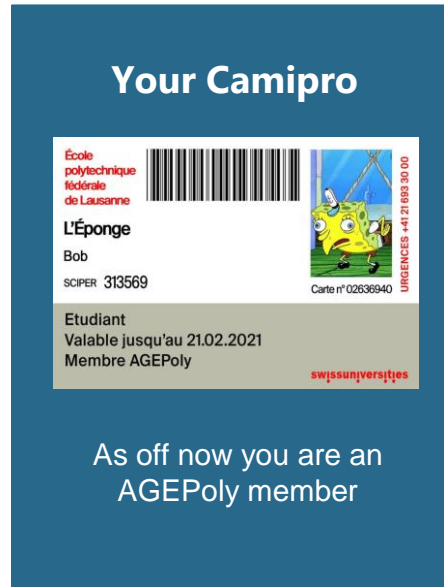 Your Camipro
École
polytechnique
fédérale
de Lausanne
L'Éponge
Bob
SCIPER 313569
Carte n° 02636940
URGENCES +41 21 693 30 00
Etudiant
Valable jusqu'au 21.02.2021
Membre AGEPoly
swissuniversities
As off now you are an
AGEPoly member